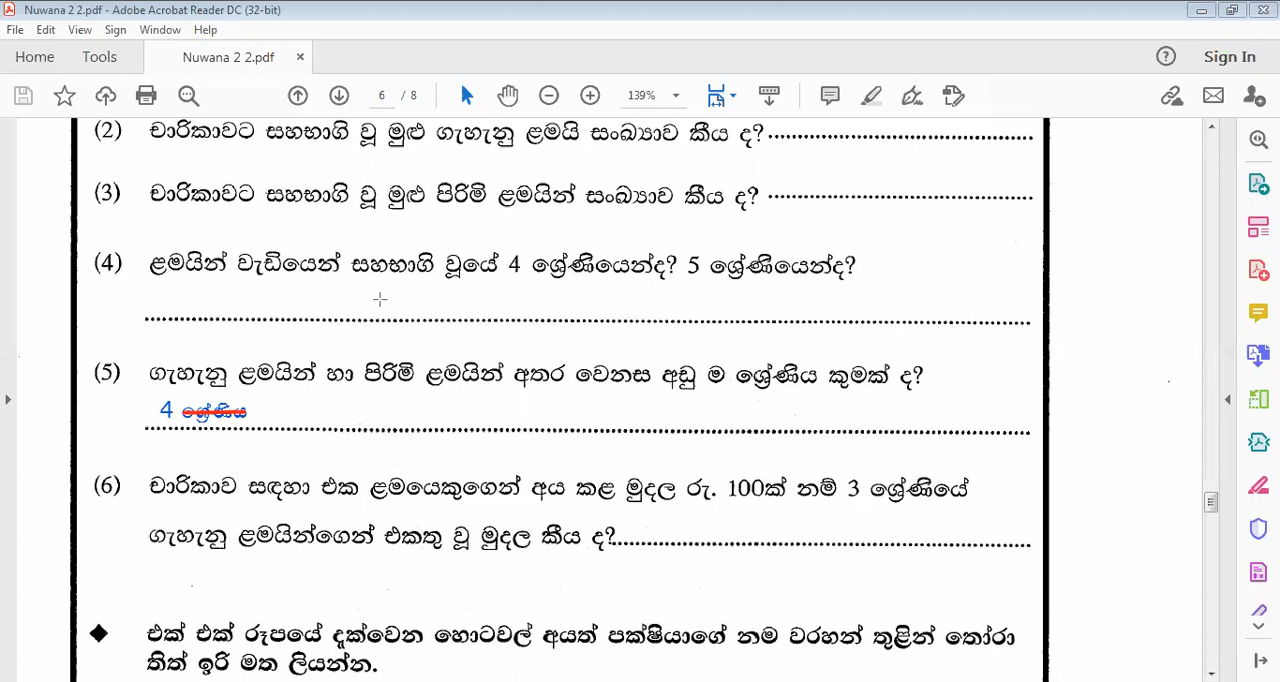 Nuwana 2 2.pdf - Adobe Acrobat Reader DC (32-bit)
File Edit View Sign Window Help
Home Tools Nuwana 2 2.pdf × Sign In
6 / 8 139%
(2) චාරිකාවට සහභාගි වූ මුළු ගැහැනු ළමයි සංඛ්‍යාව කීය ද?
(3) චාරිකාවට සහභාගි වූ මුළු පිරිමි ළමයින් සංඛ්‍යාව කීය ද?
(4) ළමයින් වැඩියෙන් සහභාගි වූයේ 4 ශ්‍රේණියෙන්ද? 5 ශ්‍රේණියෙන්ද?
(5) ගැහැනු ළමයින් හා පිරිමි ළමයින් අතර වෙනස අඩු ම ශ්‍රේණිය කුමක් ද?
4 ශ්‍රේණිය
(6) චාරිකාව සඳහා එක ළමයෙකුගෙන් අය කළ මුදල රු. 100ක් නම් 3 ශ්‍රේණියේ
ගැහැනු ළමයින්ගෙන් එකතු වූ මුදල කීය ද?
◆ එක් එක් රූපයේ දැක්වෙන හොටවල් අයත් පක්ෂියාගේ නම වරහන් තුළින් තෝරා
තිත් ඉරි මත ලියන්න.